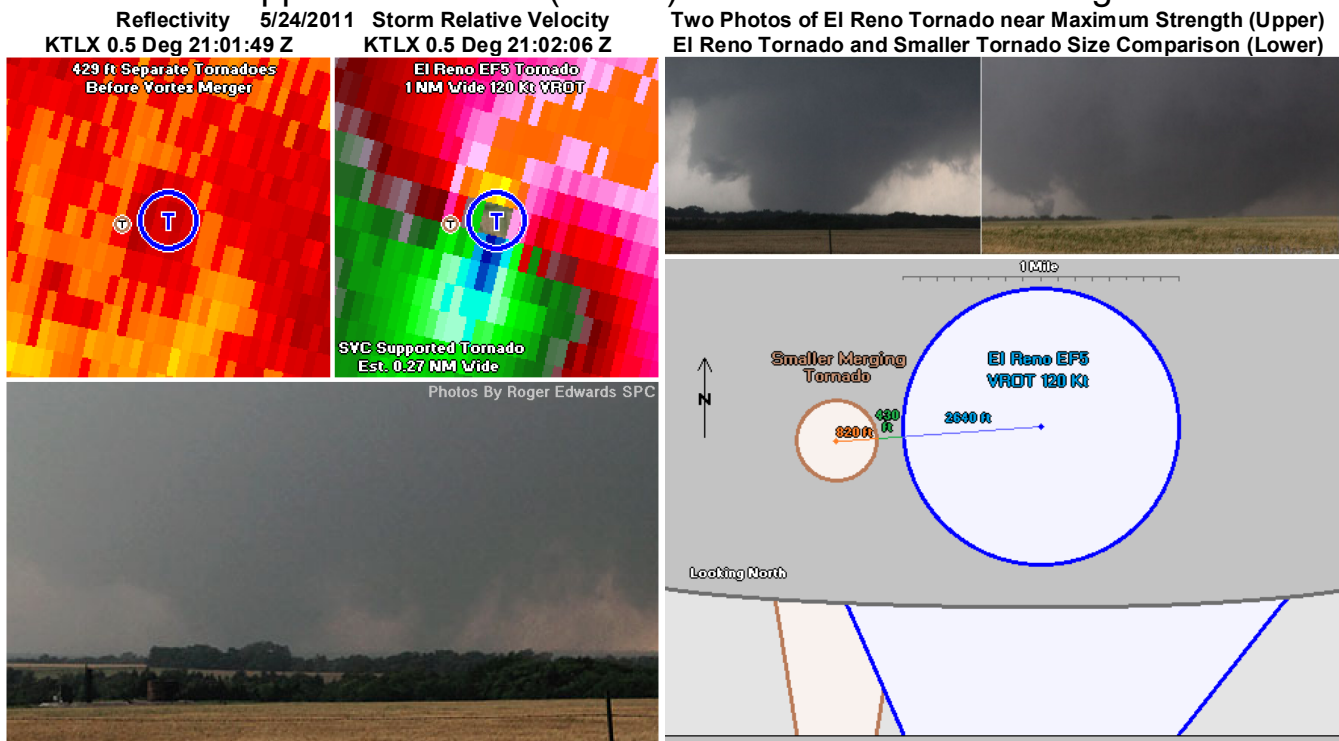 Reflectivity 5/24/2011 Storm Relative Velocity
KTLX 0.5 Deg 21:01:49 Z KTLX 0.5 Deg 21:02:06 Z
Two Photos of El Reno Tornado near Maximum Strength (Upper)
El Reno Tornado and Smaller Tornado Size Comparison (Lower)
429 ft Separate Tornadoes
Before Vortex Merger
T
T
El Reno EF5 Tornado
1 NM Wide 120 Kt VROT
T
T
SVC Supported Tornado
Est. 0.27 NM Wide
Photos By Roger Edwards SPC
1 Mile
Smaller Merging
Tornado
El Reno EF5
VROT 120 Kt
N
820 ft
430
ft
2640 ft
Looking North